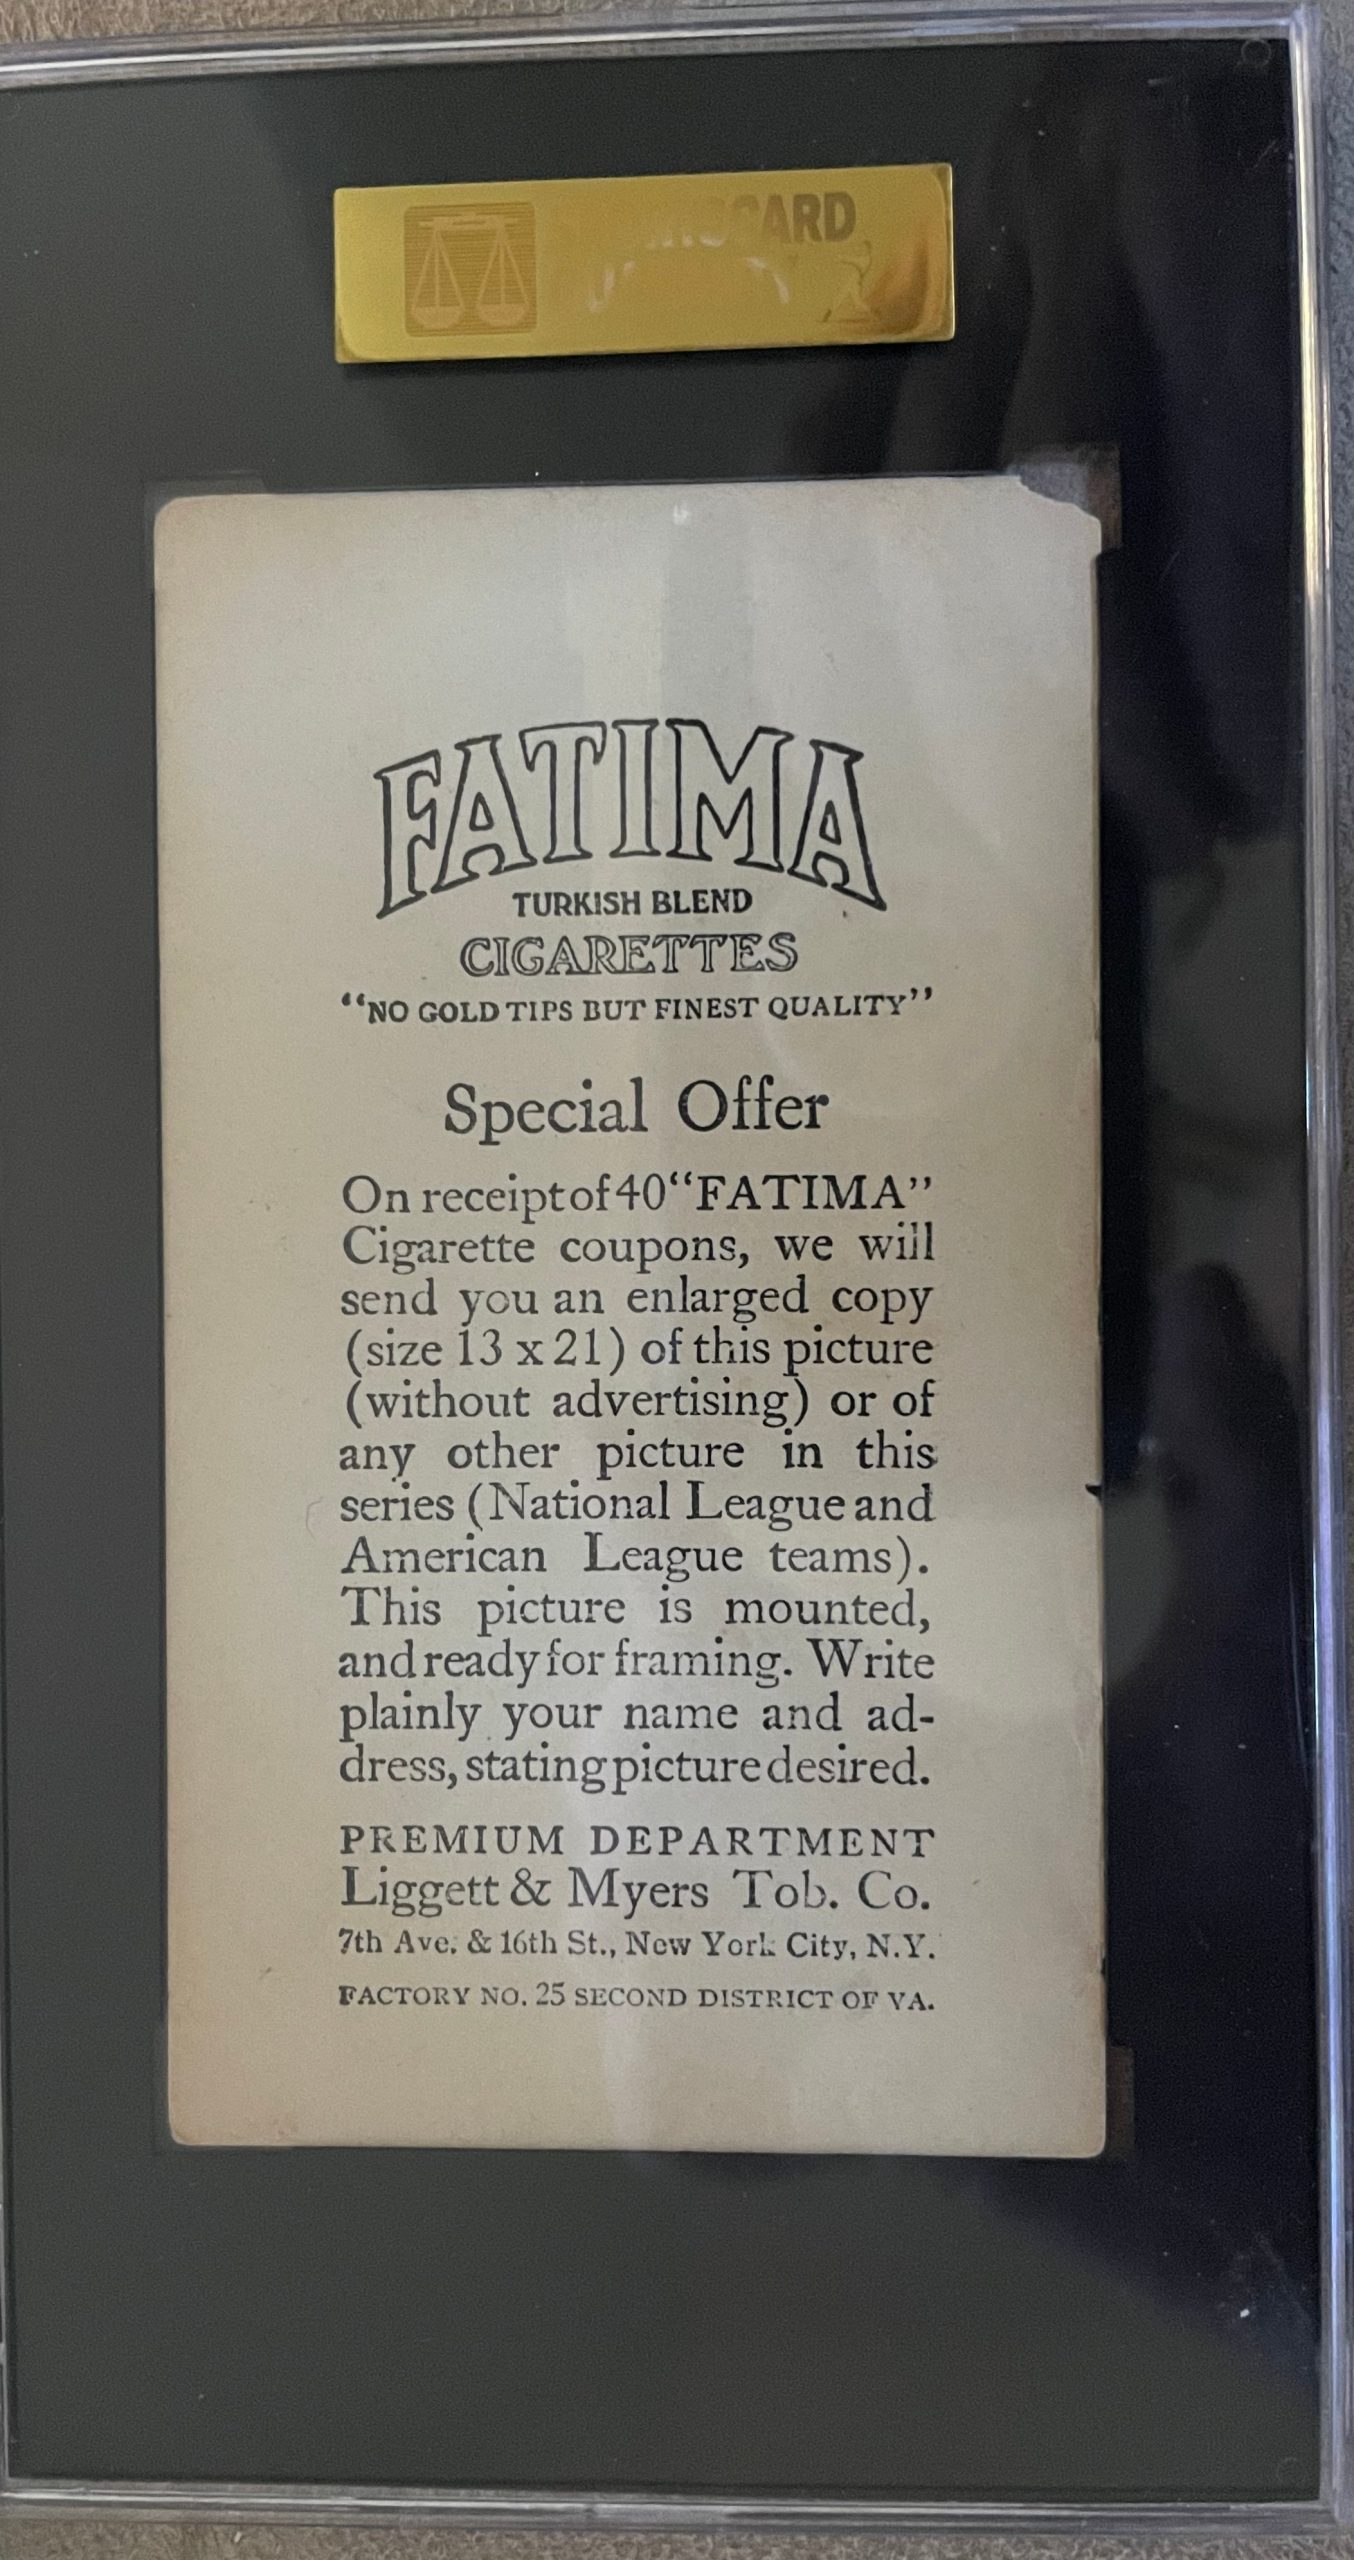 CARD
FATIMA
TURKISH BLEND
CIGARETTES
“NO GOLD TIPS BUT FINEST QUALITY”
Special Offer
On receipt of 40 “FATIMA”
Cigarette coupons, we will
send you an enlarged copy
(size 13 x 21) of this picture
(without advertising) or of
any other picture in this
series (National League and
American League teams).
This picture is mounted,
and ready for framing. Write
plainly your name and ad-
dress, stating picture desired.
PREMIUM DEPARTMENT
Liggett & Myers Tob. Co.
7th Ave. & 16th St., New York City, N.Y.
FACTORY NO. 25 SECOND DISTRICT OF VA.